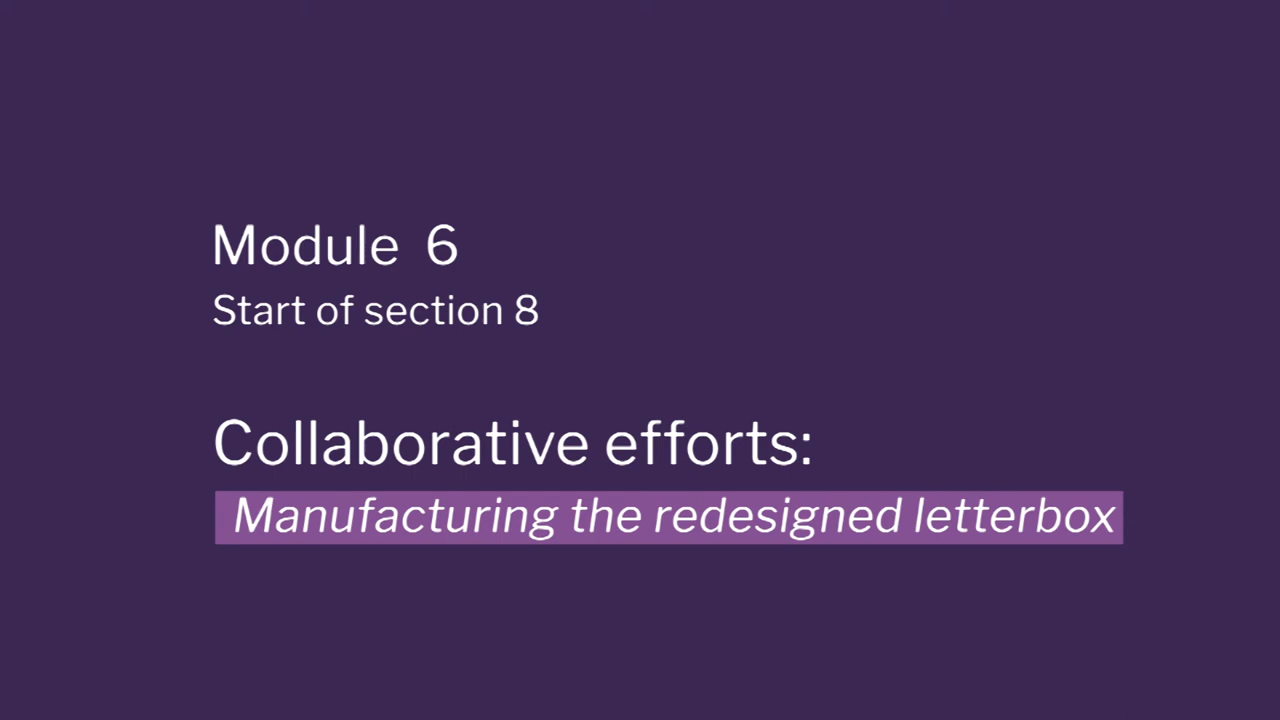 Module 6
Start of section 8
Collaborative efforts:
Manufacturing the redesigned letterbox